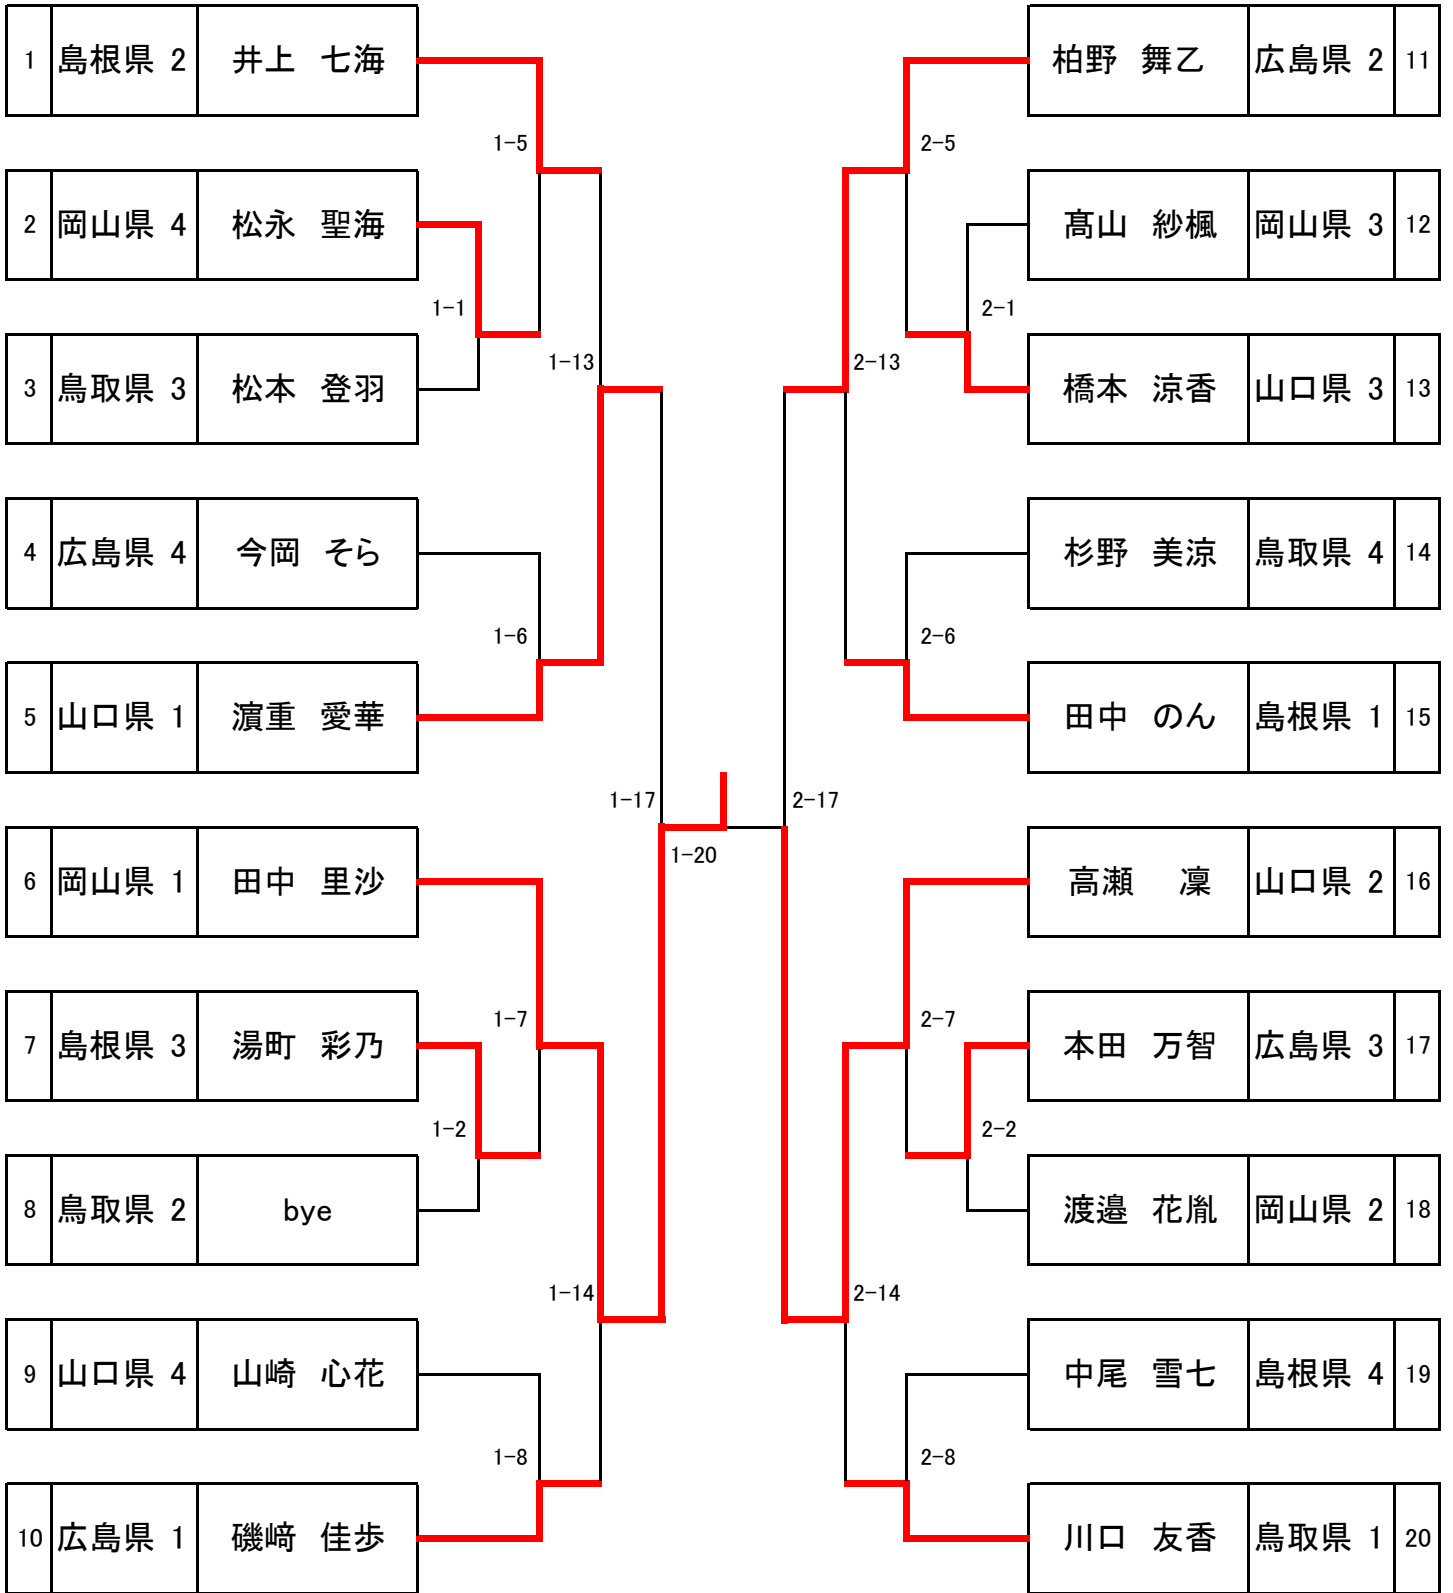 1 島根県 2 井上 七海
柏野 舞乙 広島県 2 11
1-5
2-5
2 岡山県 4 松永 聖海
髙山 紗楓 岡山県 3 12
1-1
2-1
3 鳥取県 3 松本 登羽
1-13
2-13
橋本 涼香 山口県 3 13
4 広島県 4 今岡 そら
杉野 美涼 鳥取県 4 14
1-6
2-6
5 山口県 1 濵重 愛華
田中 のん 島根県 1 15
1-17
2-17
1-20
6 岡山県 1 田中 里沙
高瀬 凜 山口県 2 16
1-7
2-7
7 島根県 3 湯町 彩乃
本田 万智 広島県 3 17
1-2
2-2
8 鳥取県 2 bye
渡邉 花胤 岡山県 2 18
1-14
2-14
9 山口県 4 山崎 心花
中尾 雪七 島根県 4 19
1-8
2-8
10 広島県 1 磯﨑 佳歩
川口 友香 鳥取県 1 20